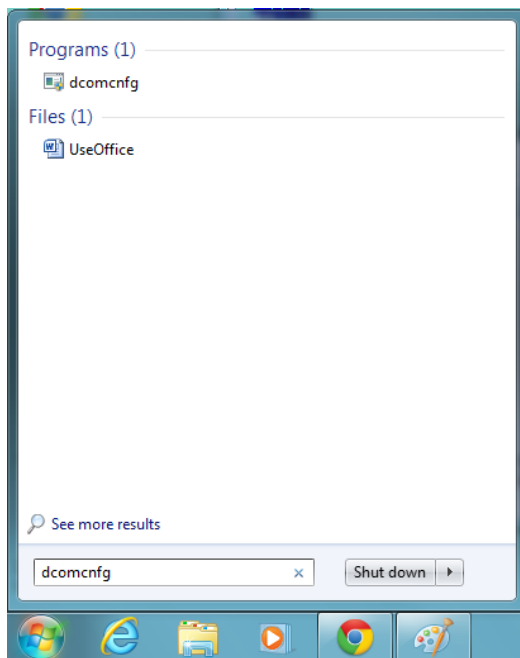 Programs (1)
dcomcnfg
Files (1)
UseOffice
See more results
dcomcnfg
Shut down